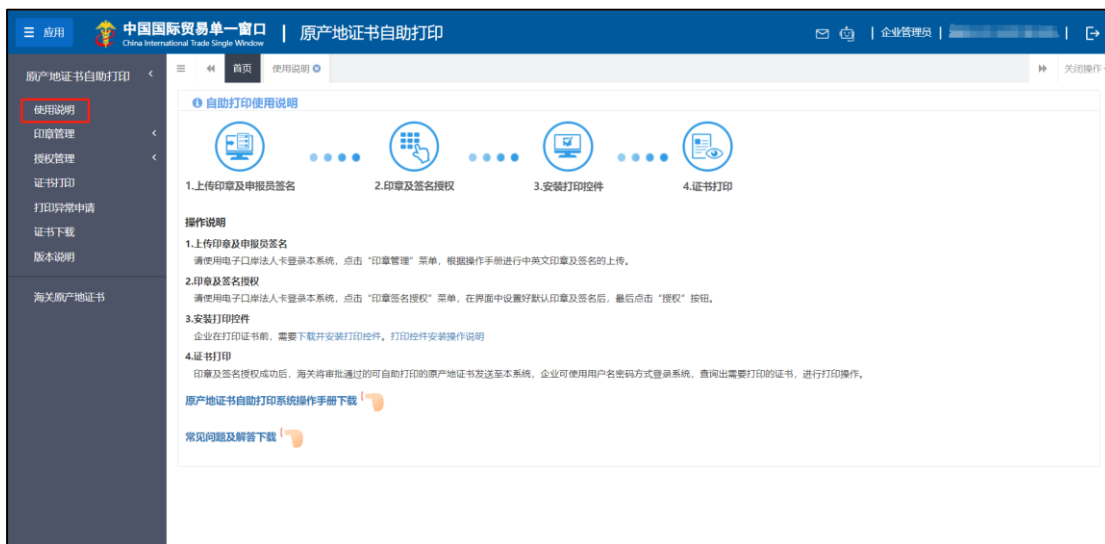 应用
中国国际贸易单一窗口 | 原产地证书自助打印
China International Trade Single Window
| 企业管理员 |
原产地证书自助打印
首页
使用说明
关闭操作
使用说明
印章管理
授权管理
证书打印
打印异常申请
证书下载
版本说明
海关原产地证书
自助打印使用说明
1.上传印章及申报员签名
2.印章及签名授权
3.安装打印控件
4.证书打印
操作说明
1.上传印章及申报员签名
请使用电子口岸法人卡登录本系统，点击“印章管理”菜单，根据操作手册进行中英文印章及签名的上传。
2.印章及签名授权
请使用电子口岸法人卡登录本系统，点击“印章签名授权”菜单，在界面中设置好默认印章及签名后，最后点击“授权”按钮。
3.安装打印控件
企业在打印证书前，需要下载并安装打印控件。打印控件安装操作说明
4.证书打印
印章及签名授权成功后，海关将审批通过的可自助打印的原产地证书发送至本系统，企业可使用用户名密码方式登录系统，查询出需要打印的证书，进行打印操作。
原产地证书自助打印系统操作手册下载
常见问题及解答下载